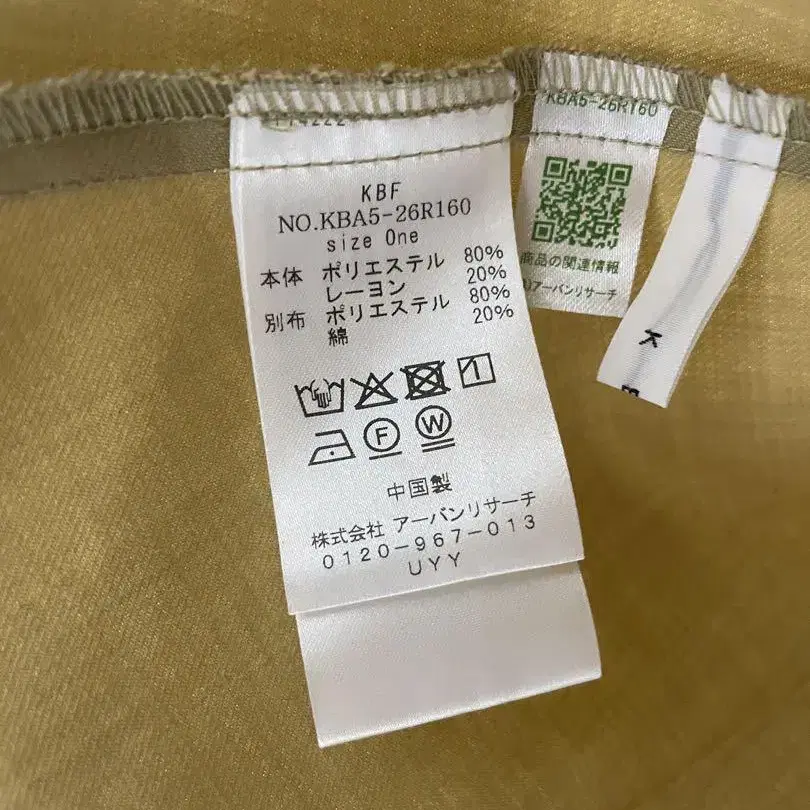 KBF
NO.KBA5-26R160
size One
本体 ポリエステル 80%
レーヨン 20%
別布 ポリエステル 80%
綿 20%
中国製
株式会社 アーバンリサーチ
0120-967-013
UYY
KBA5-26R160
商品の関連情報
アーバンリサーチ
K